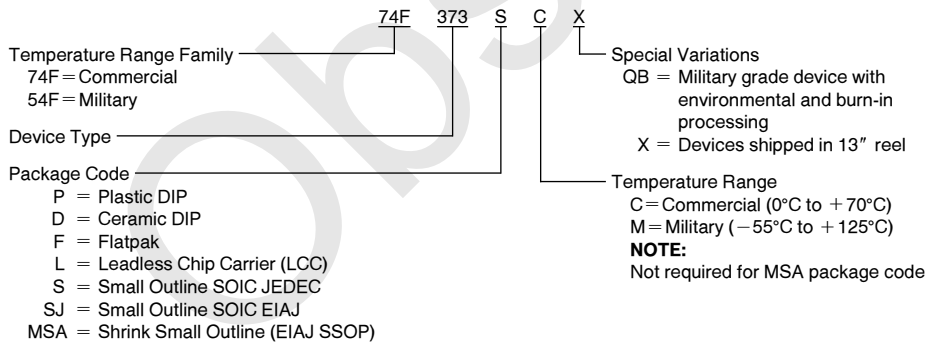 74F 373 S C X
Temperature Range Family
74F = Commercial
54F = Military
Device Type
Package Code
P = Plastic DIP
D = Ceramic DIP
F = Flatpak
L = Leadless Chip Carrier (LCC)
S = Small Outline SOIC JEDEC
SJ = Small Outline SOIC EIAJ
MSA = Shrink Small Outline (EIAJ SSOP)
Special Variations
QB = Military grade device with
environmental and burn-in
processing
X = Devices shipped in 13″ reel
Temperature Range
C = Commercial (0°C to +70°C)
M = Military (−55°C to +125°C)
NOTE:
Not required for MSA package code